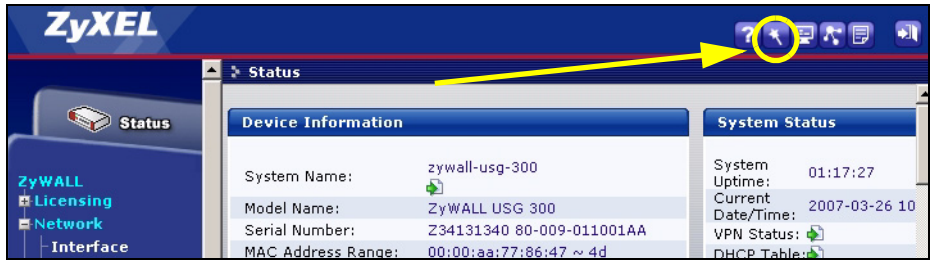 ZyXEL
?
Status
Status
ZyWALL
Licensing
Network
Interface
Device Information
System Name: zywall-usg-300
Model Name: ZyWALL USG 300
Serial Number: Z34131340 80-009-011001AA
MAC Address Range: 00:00:aa:77:86:47 ~ 4d
System Status
System Uptime: 01:17:27
Current Date/Time: 2007-03-26 10
VPN Status:
DHCP Table: